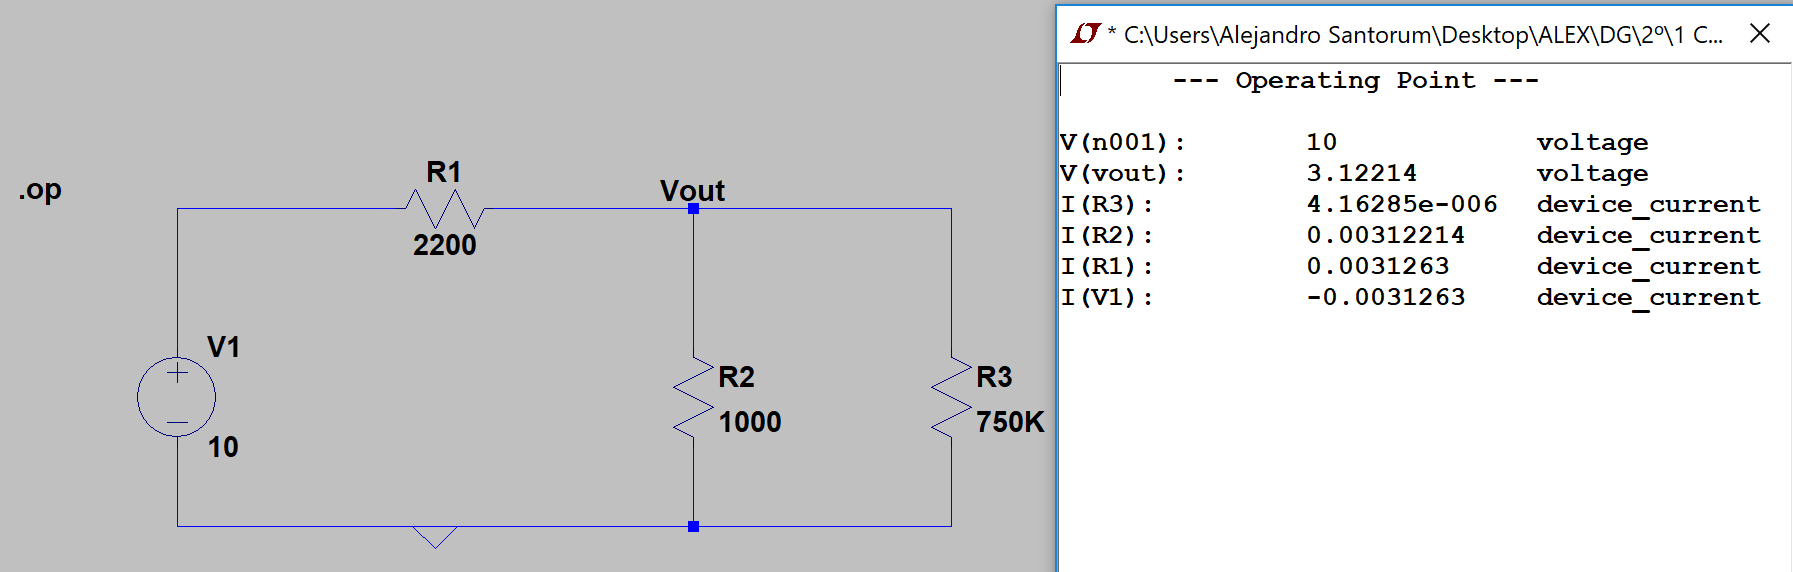 .op
R1
2200
Vout
V1
10
R2
1000
R3
750K
* C:\Users\Alejandro Santorum\Desktop\ALEX\DG\2º\1 C...
--- Operating Point ---
V(n001): 10 voltage
V(vout): 3.12214 voltage
I(R3): 4.16285e-006 device_current
I(R2): 0.00312214 device_current
I(R1): 0.0031263 device_current
I(V1): -0.0031263 device_current